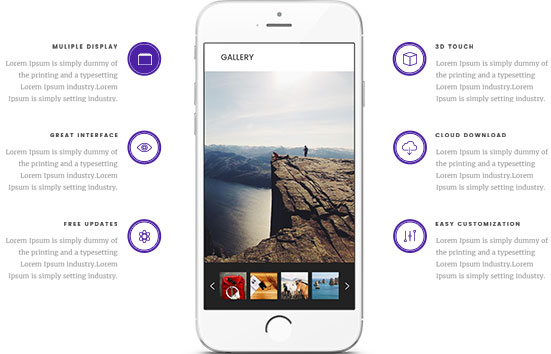 MULIPLE DISPLAY
Lorem Ipsum is simply dummy of
the printing and a typesetting
Lorem Ipsum industry.Lorem
Ipsum is simply setting industry.
GREAT INTERFACE
Lorem Ipsum is simply dummy of
the printing and a typesetting
Lorem Ipsum industry.Lorem
Ipsum is simply setting industry.
FREE UPDATES
Lorem Ipsum is simply dummy of
the printing and a typesetting
Lorem Ipsum industry.Lorem
Ipsum is simply setting industry.
GALLERY
3D TOUCH
Lorem Ipsum is simply dummy of
the printing and a typesetting
Lorem Ipsum industry.Lorem
Ipsum is simply setting industry.
CLOUD DOWNLOAD
Lorem Ipsum is simply dummy of
the printing and a typesetting
Lorem Ipsum industry.Lorem
Ipsum is simply setting industry.
EASY CUSTOMIZATION
Lorem Ipsum is simply dummy of
the printing and a typesetting
Lorem Ipsum industry.Lorem
Ipsum is simply setting industry.